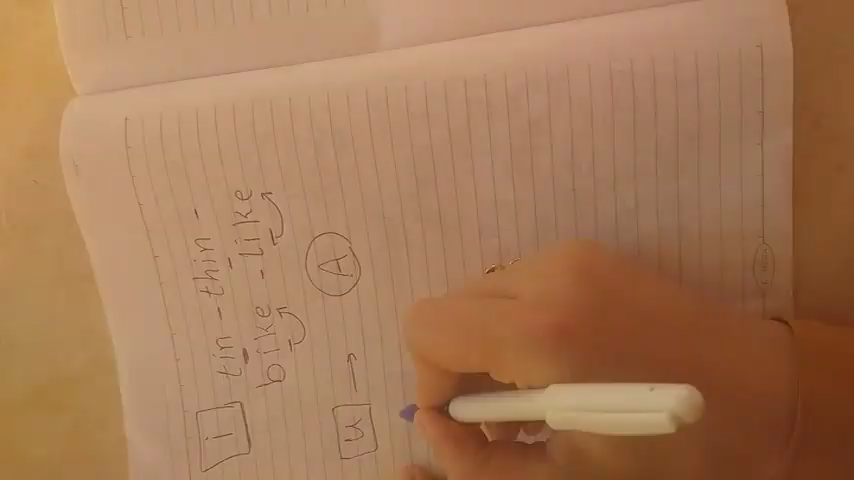 i tin - thin -
bike - like
u → A